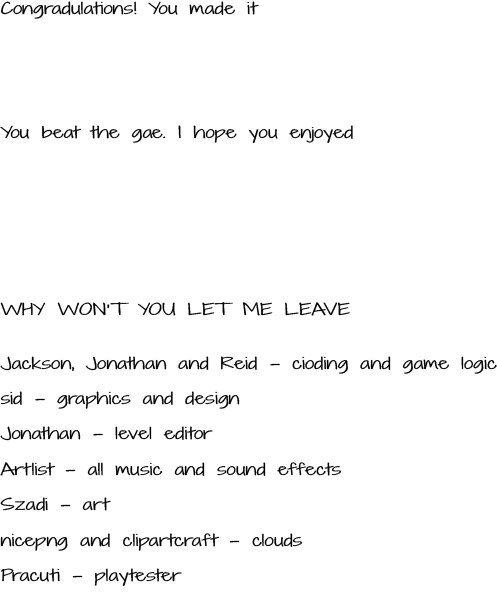 Congradulations! You made it
You beat the gae. I hope you enjoyed
WHY WON'T YOU LET ME LEAVE
Jackson, Jonathan and Reid - cioding and game logic
sid - graphics and design
Jonathan - level editor
Artlist - all music and sound effects
Szadi - art
nicepng and clipartcraft - clouds
Pracuti - playtester